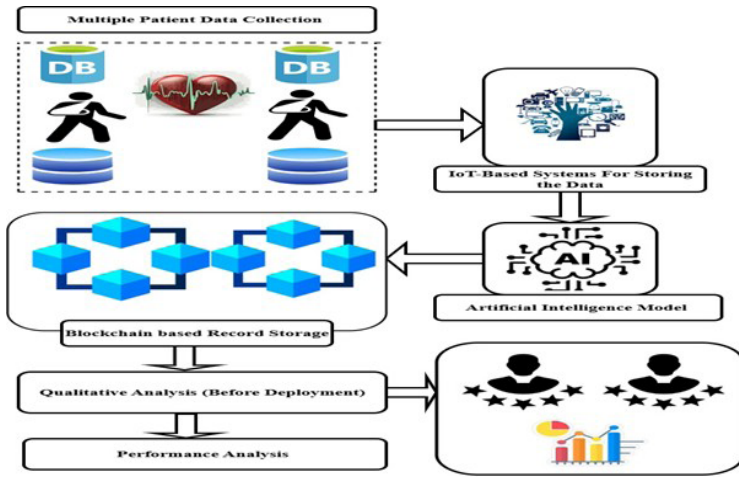 Multiple Patient Data Collection
DB
DB
IoT-Based Systems For Storing
the Data
AI
Artificial Intelligence Model
Blockchain based Record Storage
Qualitative Analysis (Before Deployment)
Performance Analysis